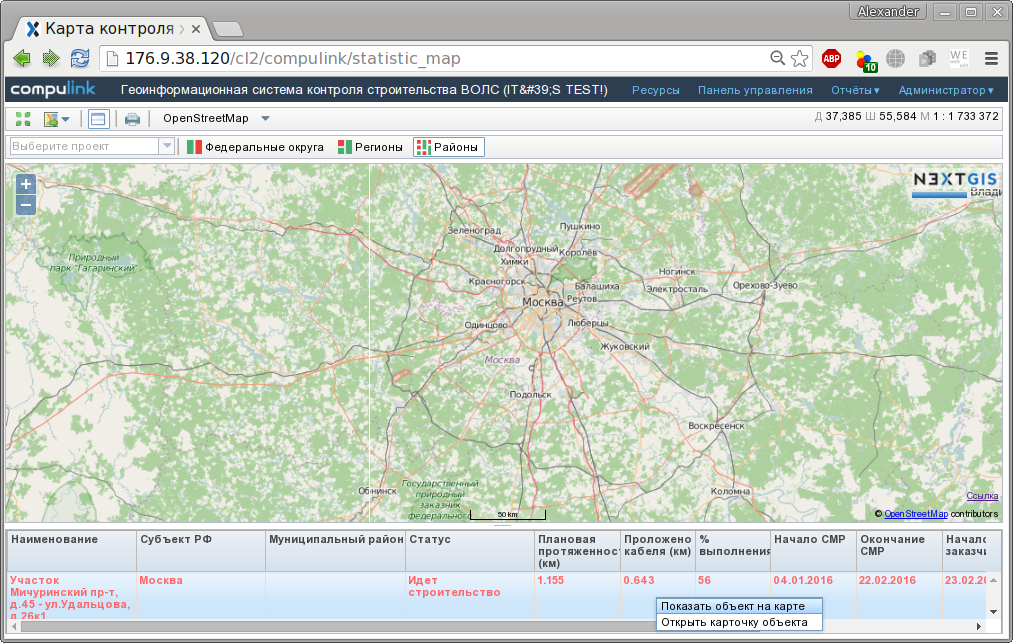 Alexander
Карта контроля
176.9.38.120/cl2/compulink/statistic_map
ABP
10
WE
compulink
Геоинформационная система контроля строительства ВОЛС (IT&#39;S TEST!)
Ресурсы
Панель управления
Отчёты
Администратор
OpenStreetMap
Д 37,385 Ш 55,584 М 1 : 1 733 372
Выберите проект
Федеральные округа
Регионы
Районы
+
−
NEXTGIS
Влади
Пушкино
Зеленоград
Долгопрудный
Королёв
Химки
Природный
парк "Гагаринский"
Ногинск
Красногорск
Балашиха
Электросталь
Орехово-Зуево
Москва
Реутов
Одинцово
Люберцы
Жуковский
Москва
Подольск
Воскресенск
Государственный
природный
заказник
федерально
Обнинск
Коломна
Ссылка
50 km
© OpenStreetMap contributors
Наименование
Субъект РФ
Муниципальный район
Статус
Плановая
протяженност
(км)
Проложено
кабеля (км)
%
выполнения
Начало СМР
Окончание
СМР
Начало
заказчи
Участок
Мичуринский пр-т,
д.45 - ул.Удальцова,
д.26к1
Москва
Идет
строительство
1.155
0.643
56
04.01.2016
22.02.2016
23.02.20
Показать объект на карте
Открыть карточку объекта